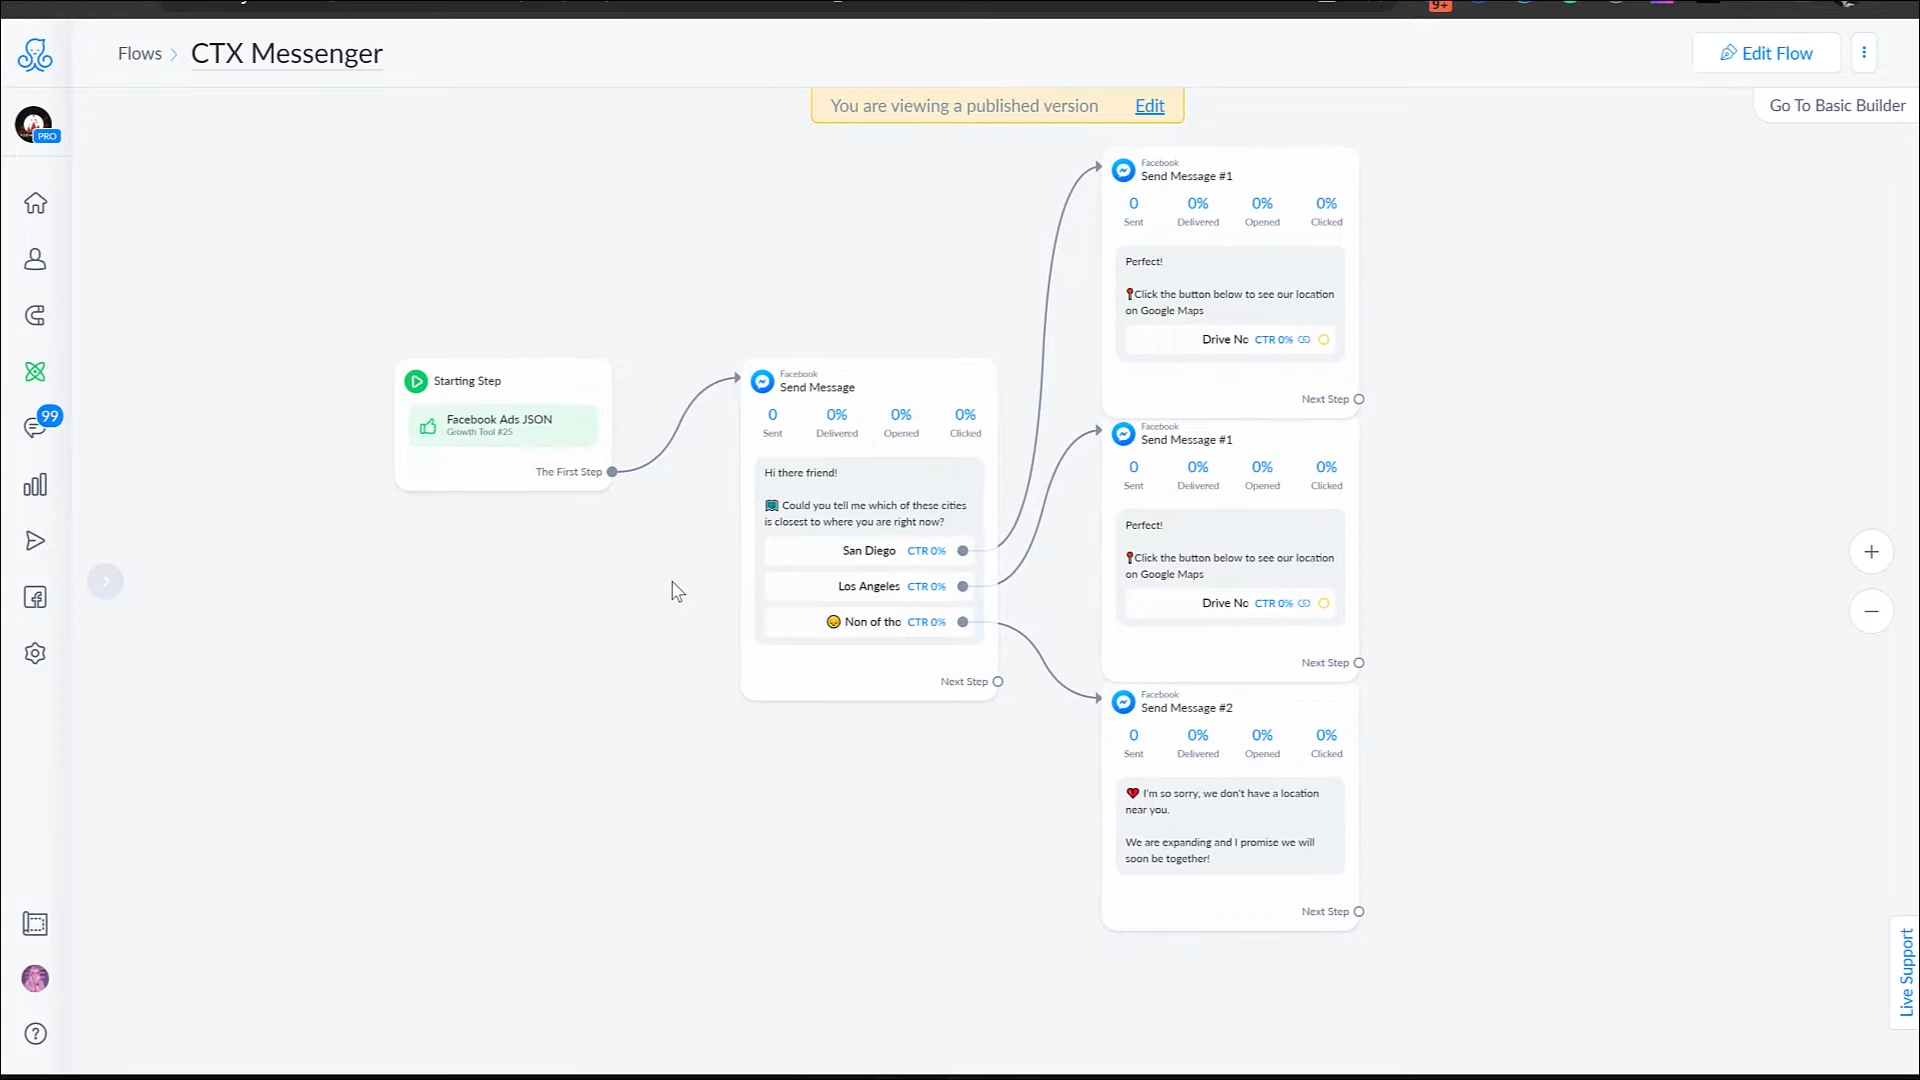 9+
Flows
CTX Messenger
Edit Flow
You are viewing a published version Edit
Go To Basic Builder
PRO
99
Starting Step
Facebook Ads JSON
Growth Tool #25
The First Step
Facebook
Send Message
0 0% 0% 0%
Sent Delivered Opened Clicked
Hi there friend!
Could you tell me which of these cities
is closest to where you are right now?
San Diego CTR 0%
Los Angeles CTR 0%
Non of tho CTR 0%
Next Step
Facebook
Send Message #1
0 0% 0% 0%
Sent Delivered Opened Clicked
Perfect!
Click the button below to see our location
on Google Maps
Drive Nc CTR 0%
Next Step
Facebook
Send Message #1
0 0% 0% 0%
Sent Delivered Opened Clicked
Perfect!
Click the button below to see our location
on Google Maps
Drive Nc CTR 0%
Next Step
Facebook
Send Message #2
0 0% 0% 0%
Sent Delivered Opened Clicked
I'm so sorry, we don't have a location
near you.
We are expanding and I promise we will
soon be together!
Next Step
Live Support